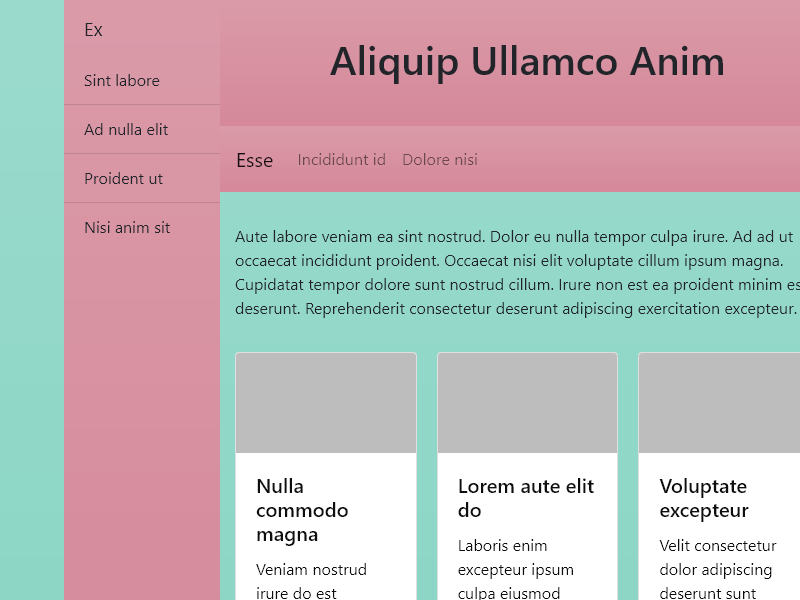 Ex
Sint labore
Ad nulla elit
Proident ut
Nisi anim sit
Aliquip Ullamco Anim
Esse
Incididunt id
Dolore nisi
Aute labore veniam ea sint nostrud. Dolor eu nulla tempor culpa irure. Ad ad ut
occaecat incididunt proident. Occaecat nisi elit voluptate cillum ipsum magna.
Cupidatat tempor dolore sunt nostrud cillum. Irure non est ea proident minim
deserunt. Reprehenderit consectetur deserunt adipiscing exercitation excepteur.
Nulla
commodo
magna
Veniam nostrud
irure do est
Lorem aute elit
do
Laboris enim
excepteur ipsum
culpa eiusmod
Voluptate
excepteur
Velit consectetur
dolor adipiscing
deserunt sunt